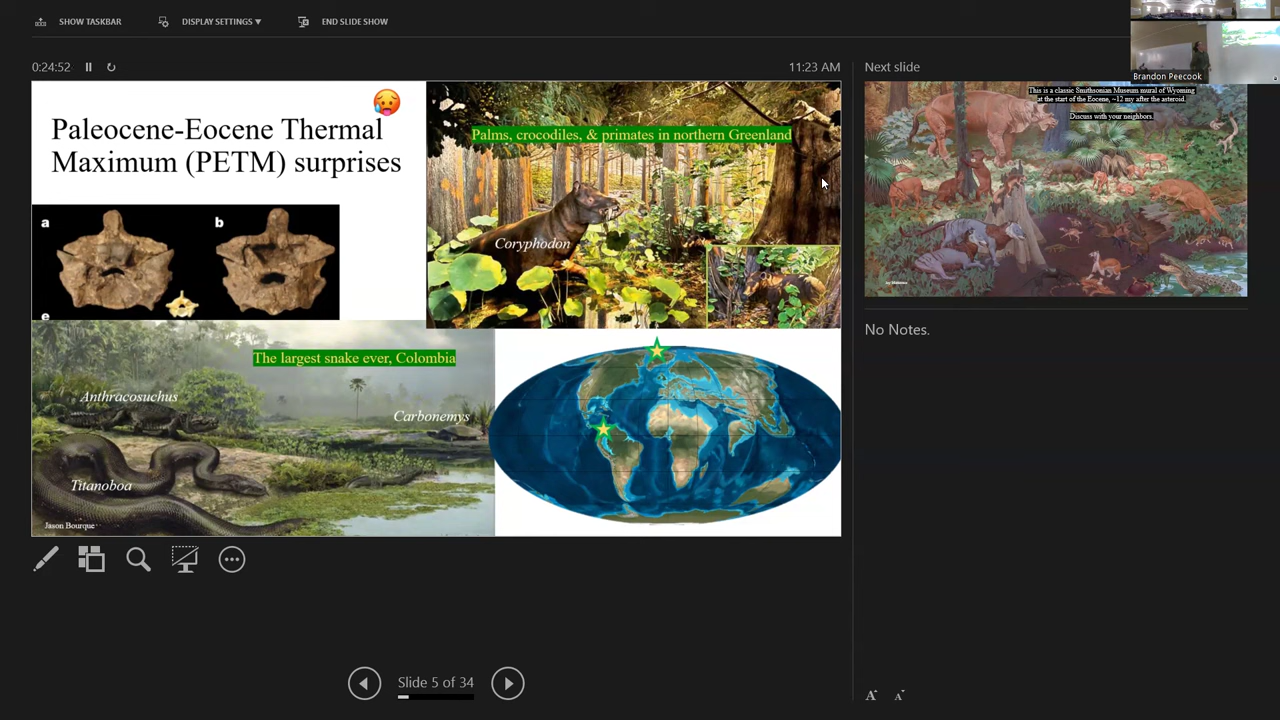 SHOW TASKBAR
DISPLAY SETTINGS ▼
END SLIDE SHOW
0:24:52
11:23 AM
Next slide
Brandon Peecook
Paleocene-Eocene Thermal
Maximum (PETM) surprises
Palms, crocodiles, & primates in northern Greenland
Coryphodon
a
b
e
The largest snake ever, Colombia
Anthracosuchus
Carbonemys
Titanoboa
Jason Bourque
This is a classic Smithsonian Museum mural of Wyoming
at the start of the Eocene, ~12 my after the asteroid.
Discuss with your neighbors.
No Notes.
Slide 5 of 34
A
A